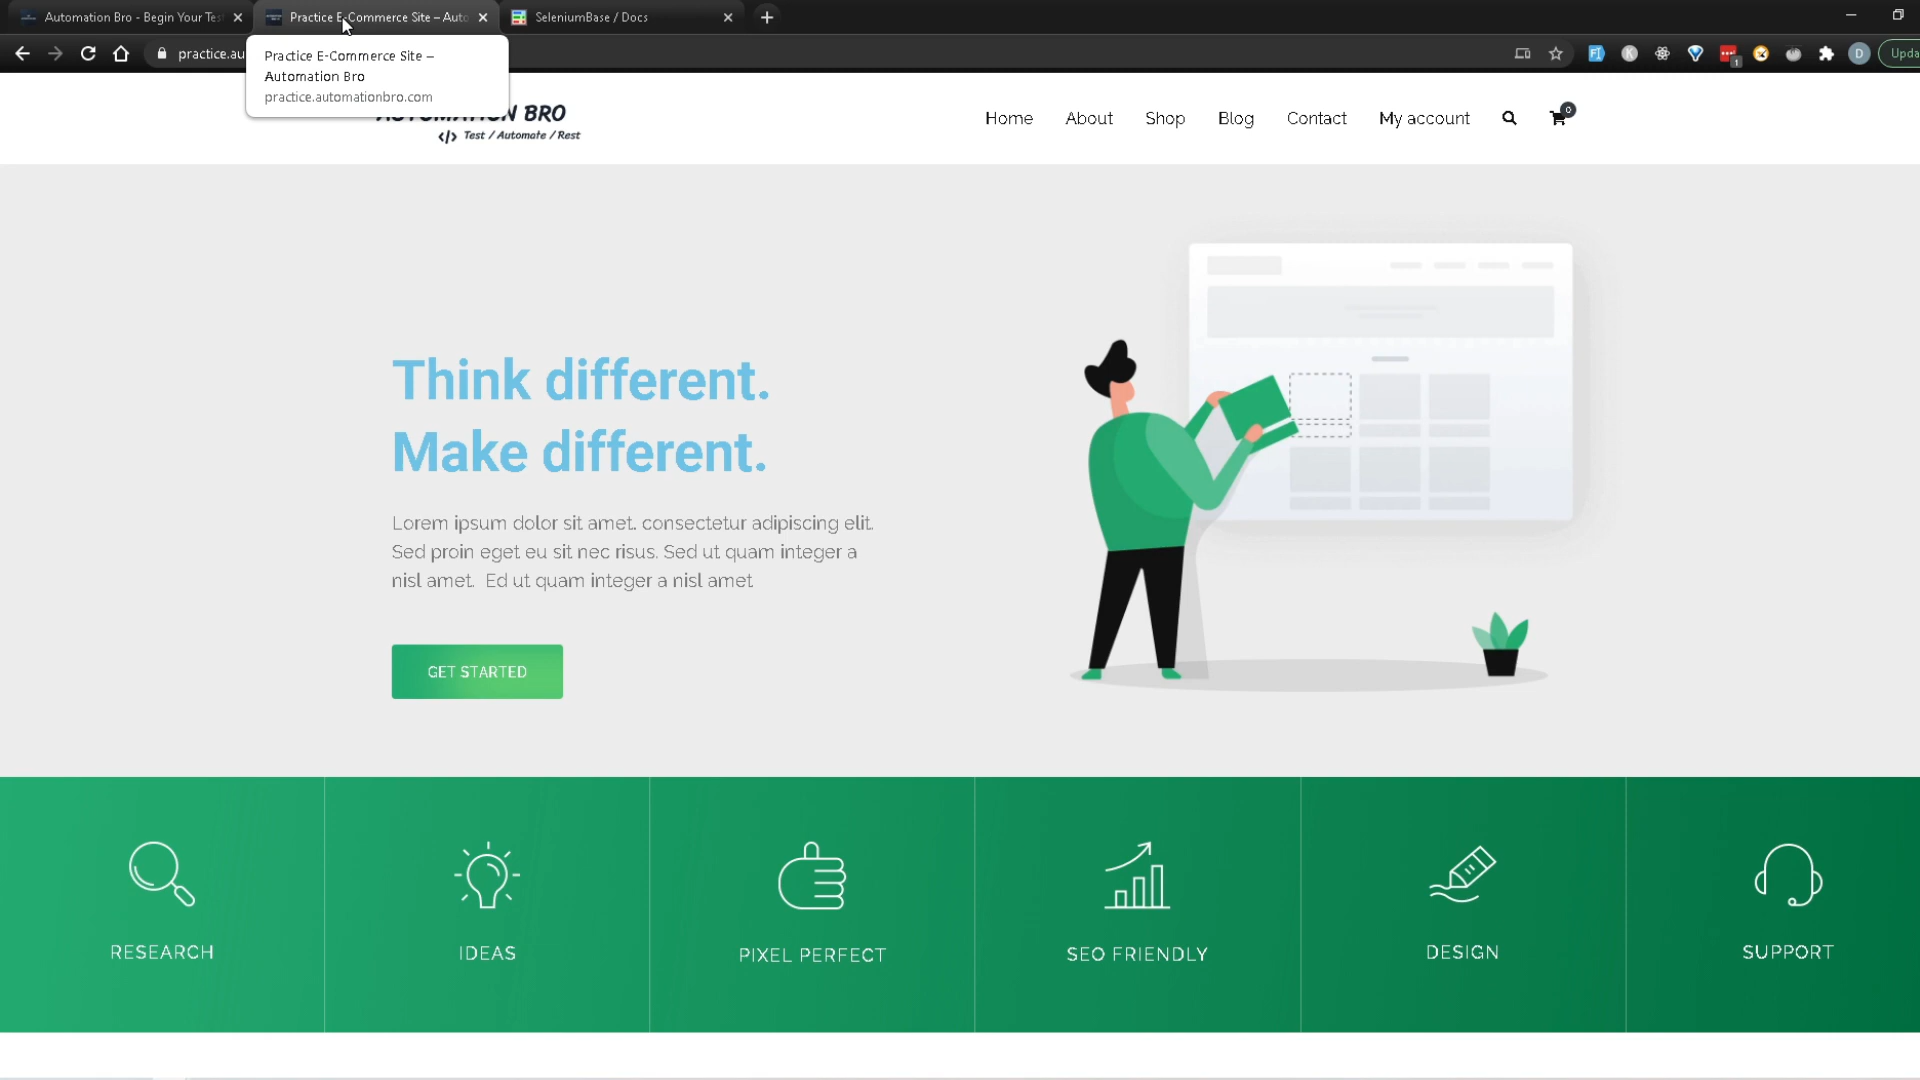 Automation Bro - Begin Your Tes
Practice E-Commerce Site – Auto
SeleniumBase / Docs
practice.au
D
Upda
1
Practice E-Commerce Site –
Automation Bro
practice.automationbro.com
AUTOMATION BRO
</> Test / Automate / Rest
Home
About
Shop
Blog
Contact
My account
0
Think different.
Make different.
Lorem ipsum dolor sit amet. consectetur adipiscing elit.
Sed proin eget eu sit nec risus. Sed ut quam integer a
nisl amet. Ed ut quam integer a nisl amet
GET STARTED
RESEARCH
IDEAS
PIXEL PERFECT
SEO FRIENDLY
DESIGN
SUPPORT